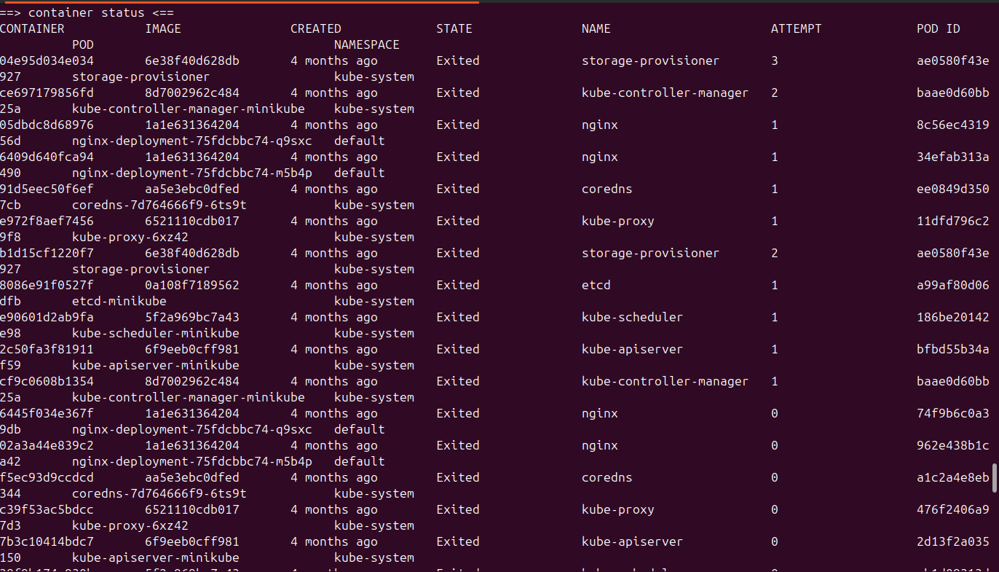 ==> container status <==
CONTAINER IMAGE CREATED STATE NAME ATTEMPT POD ID
POD NAMESPACE
04e95d034e034 6e38f40d628db 4 months ago Exited storage-provisioner 3 ae0580f43e
927 storage-provisioner kube-system
ce697179856fd 8d7002962c484 4 months ago Exited kube-controller-manager 2 baae0d60bb
25a kube-controller-manager-minikube kube-system
05dbdc8d68976 1a1e631364204 4 months ago Exited nginx 1 8c56ec4319
56d nginx-deployment-75fdcbbc74-q9sxc default
6409d640fca94 1a1e631364204 4 months ago Exited nginx 1 34efab313a
490 nginx-deployment-75fdcbbc74-m5b4p default
91d5eec50f6ef aa5e3ebc0dfed 4 months ago Exited coredns 1 ee0849d350
7cb coredns-7d764666f9-6ts9t kube-system
e972f8aef7456 6521110cdb017 4 months ago Exited kube-proxy 1 11dfd796c2
9f8 kube-proxy-6xz42 kube-system
b1d15cf1220f7 6e38f40d628db 4 months ago Exited storage-provisioner 2 ae0580f43e
927 storage-provisioner kube-system
8086e91f0527f 0a108f7189562 4 months ago Exited etcd 1 a99af80d06
dfb etcd-minikube kube-system
e90601d2ab9fa 5f2a969bc7a43 4 months ago Exited kube-scheduler 1 186be20142
e98 kube-scheduler-minikube kube-system
2c50fa3f81911 6f9eeb0cff981 4 months ago Exited kube-apiserver 1 bfbd55b34a
f59 kube-apiserver-minikube kube-system
cf9c0608b1354 8d7002962c484 4 months ago Exited kube-controller-manager 1 baae0d60bb
25a kube-controller-manager-minikube kube-system
6445f034e367f 1a1e631364204 4 months ago Exited nginx 0 74f9b6c0a3
9db nginx-deployment-75fdcbbc74-q9sxc default
02a3a44e839c2 1a1e631364204 4 months ago Exited nginx 0 962e438b1c
a42 nginx-deployment-75fdcbbc74-m5b4p default
f5ec93d9ccdcd aa5e3ebc0dfed 4 months ago Exited coredns 0 a1c2a4e8eb
344 coredns-7d764666f9-6ts9t kube-system
c39f53ac5bdcc 6521110cdb017 4 months ago Exited kube-proxy 0 476f2406a9
7d3 kube-proxy-6xz42 kube-system
7b3c10414bdc7 6f9eeb0cff981 4 months ago Exited kube-apiserver 0 2d13f2a035
150 kube-apiserver-minikube kube-system